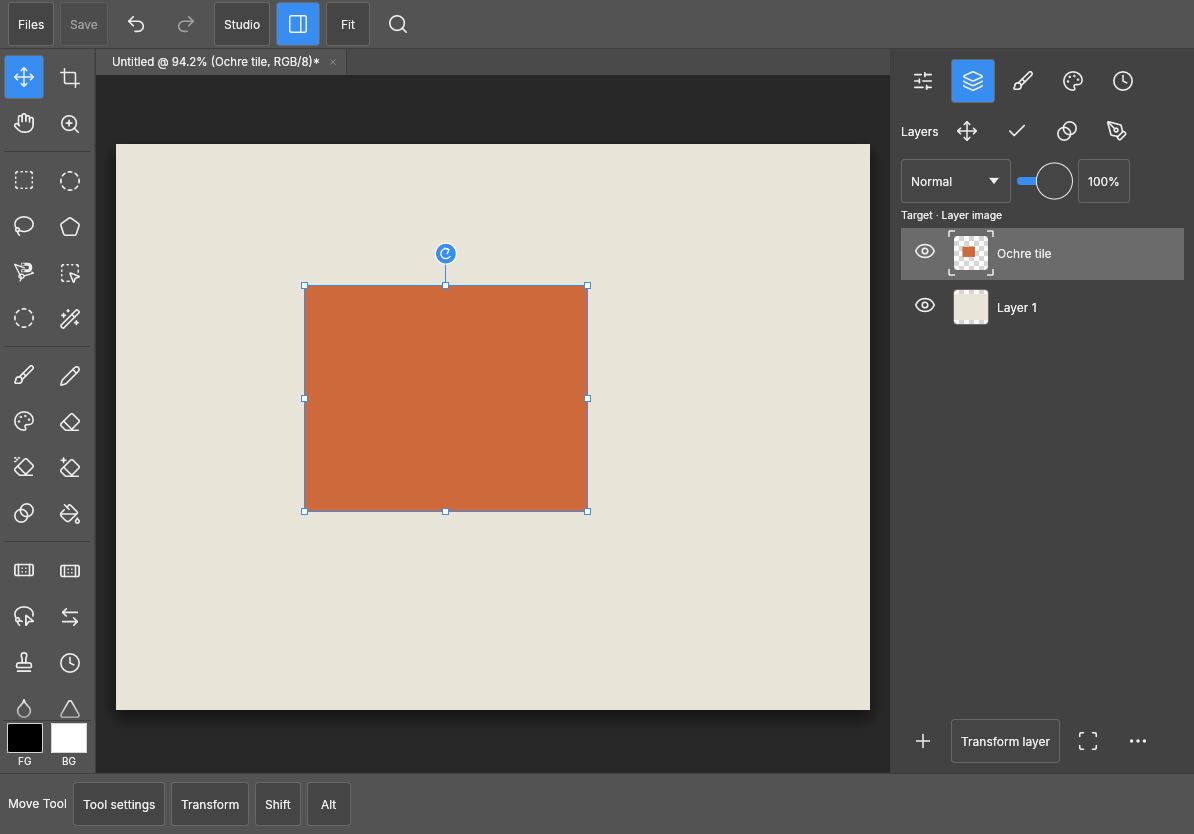 Files Save Studio Fit
Untitled @ 94.2% (Ochre tile, RGB/8)* ×
Layers
Normal 100%
Target · Layer image
Ochre tile
Layer 1
Transform layer
FG BG
Move Tool Tool settings Transform Shift Alt